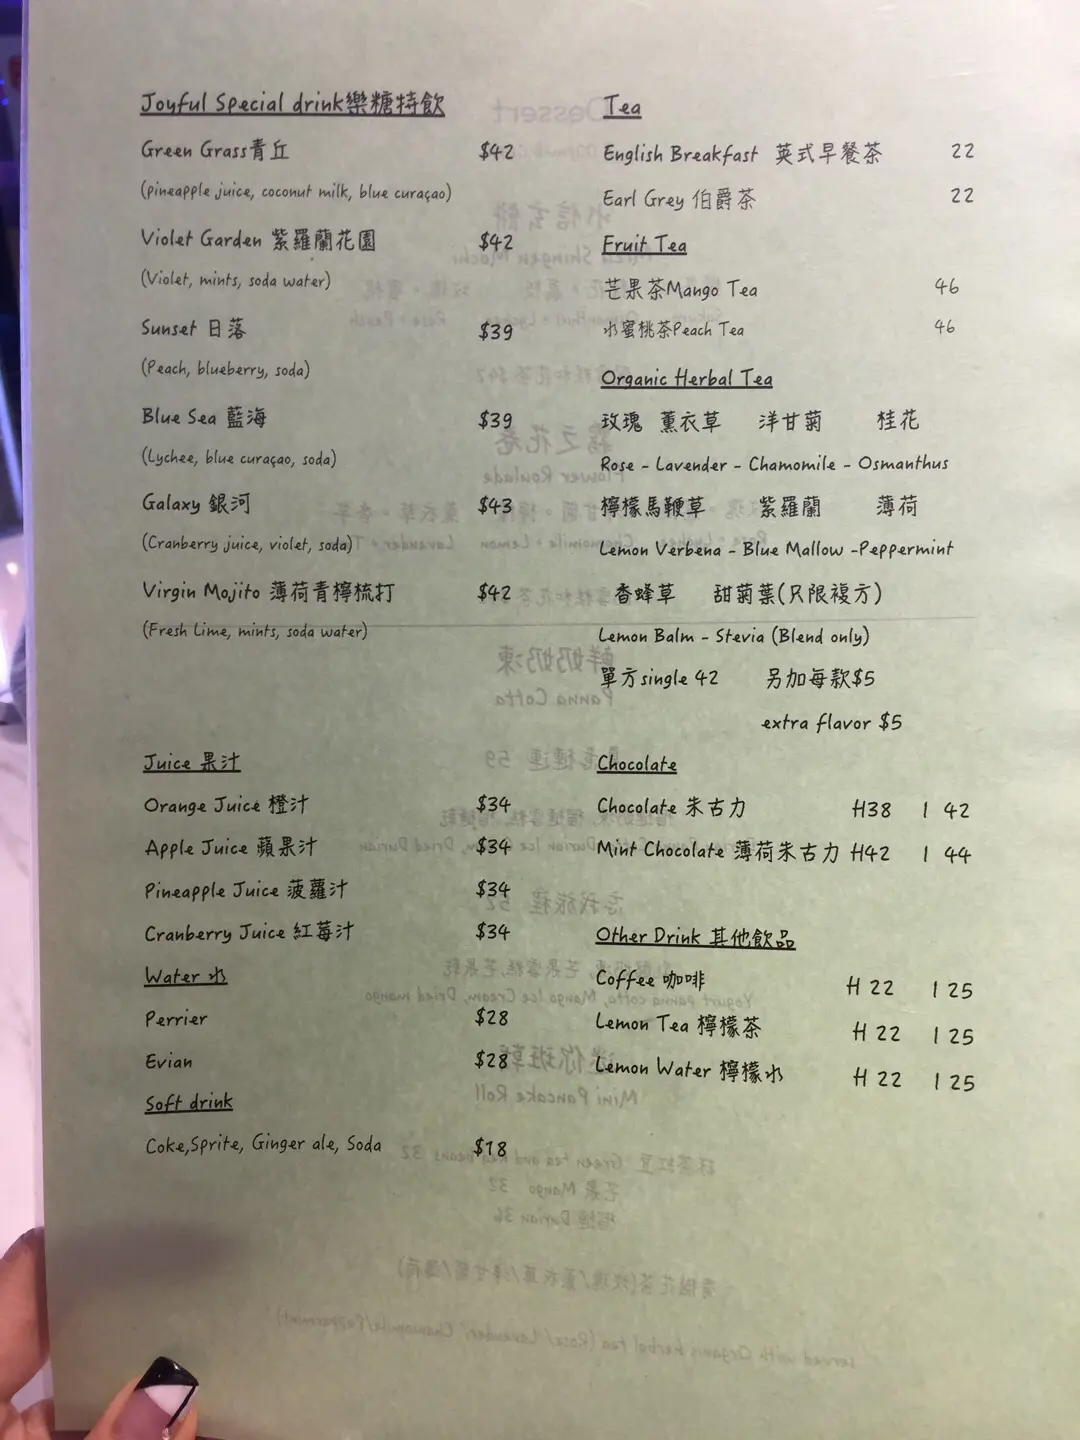 Joyful Special drink樂糖特飲
Green Grass青丘 $42
(pineapple juice, coconut milk, blue curaçao)
Violet Garden 紫羅蘭花園 $42
(Violet, mints, soda water)
Sunset 日落 $39
(Peach, blueberry, soda)
Blue Sea 藍海 $39
(Lychee, blue curaçao, soda)
Galaxy 銀河 $43
(Cranberry juice, violet, soda)
Virgin Mojito 薄荷青檸梳打 $42
(Fresh Lime, mints, soda water)
Juice 果汁
Orange Juice 橙汁 $34
Apple Juice 蘋果汁 $34
Pineapple Juice 菠蘿汁 $34
Cranberry Juice 紅莓汁 $34
Water 水
Perrier $28
Evian $28
Soft drink
Coke,Sprite, Ginger ale, Soda $18
Tea
English Breakfast 英式早餐茶 22
Earl Grey 伯爵茶 22
Fruit Tea
芒果茶Mango Tea 46
水蜜桃茶Peach Tea 46
Organic Herbal Tea
玫瑰 薰衣草 洋甘菊 桂花
Rose - Lavender - Chamomile - Osmanthus
檸檬馬鞭草 紫羅蘭 薄荷
Lemon Verbena - Blue Mallow -Peppermint
香蜂草 甜菊葉(只限複方)
Lemon Balm - Stevia (Blend only)
單方single 42 另加每款$5
extra flavor $5
Chocolate
Chocolate 朱古力 H38 I 42
Mint Chocolate 薄荷朱古力 H42 I 44
Other Drink 其他飲品
Coffee 咖啡 H 22 I 25
Lemon Tea 檸檬茶 H 22 I 25
Lemon Water 檸檬水 H 22 I 25